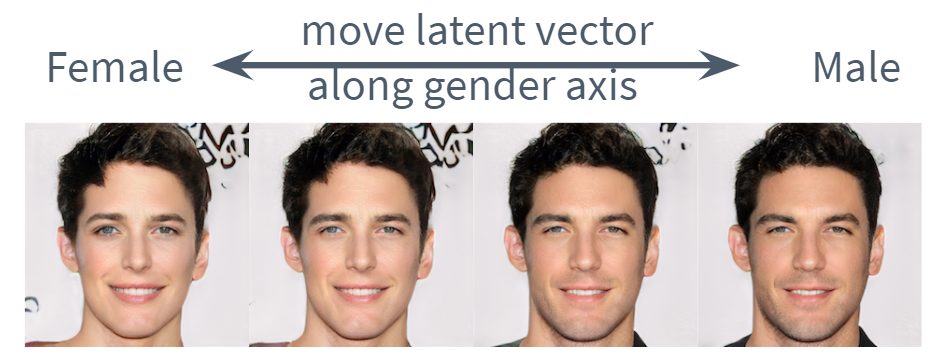 move latent vector
Female
Male
along gender axis